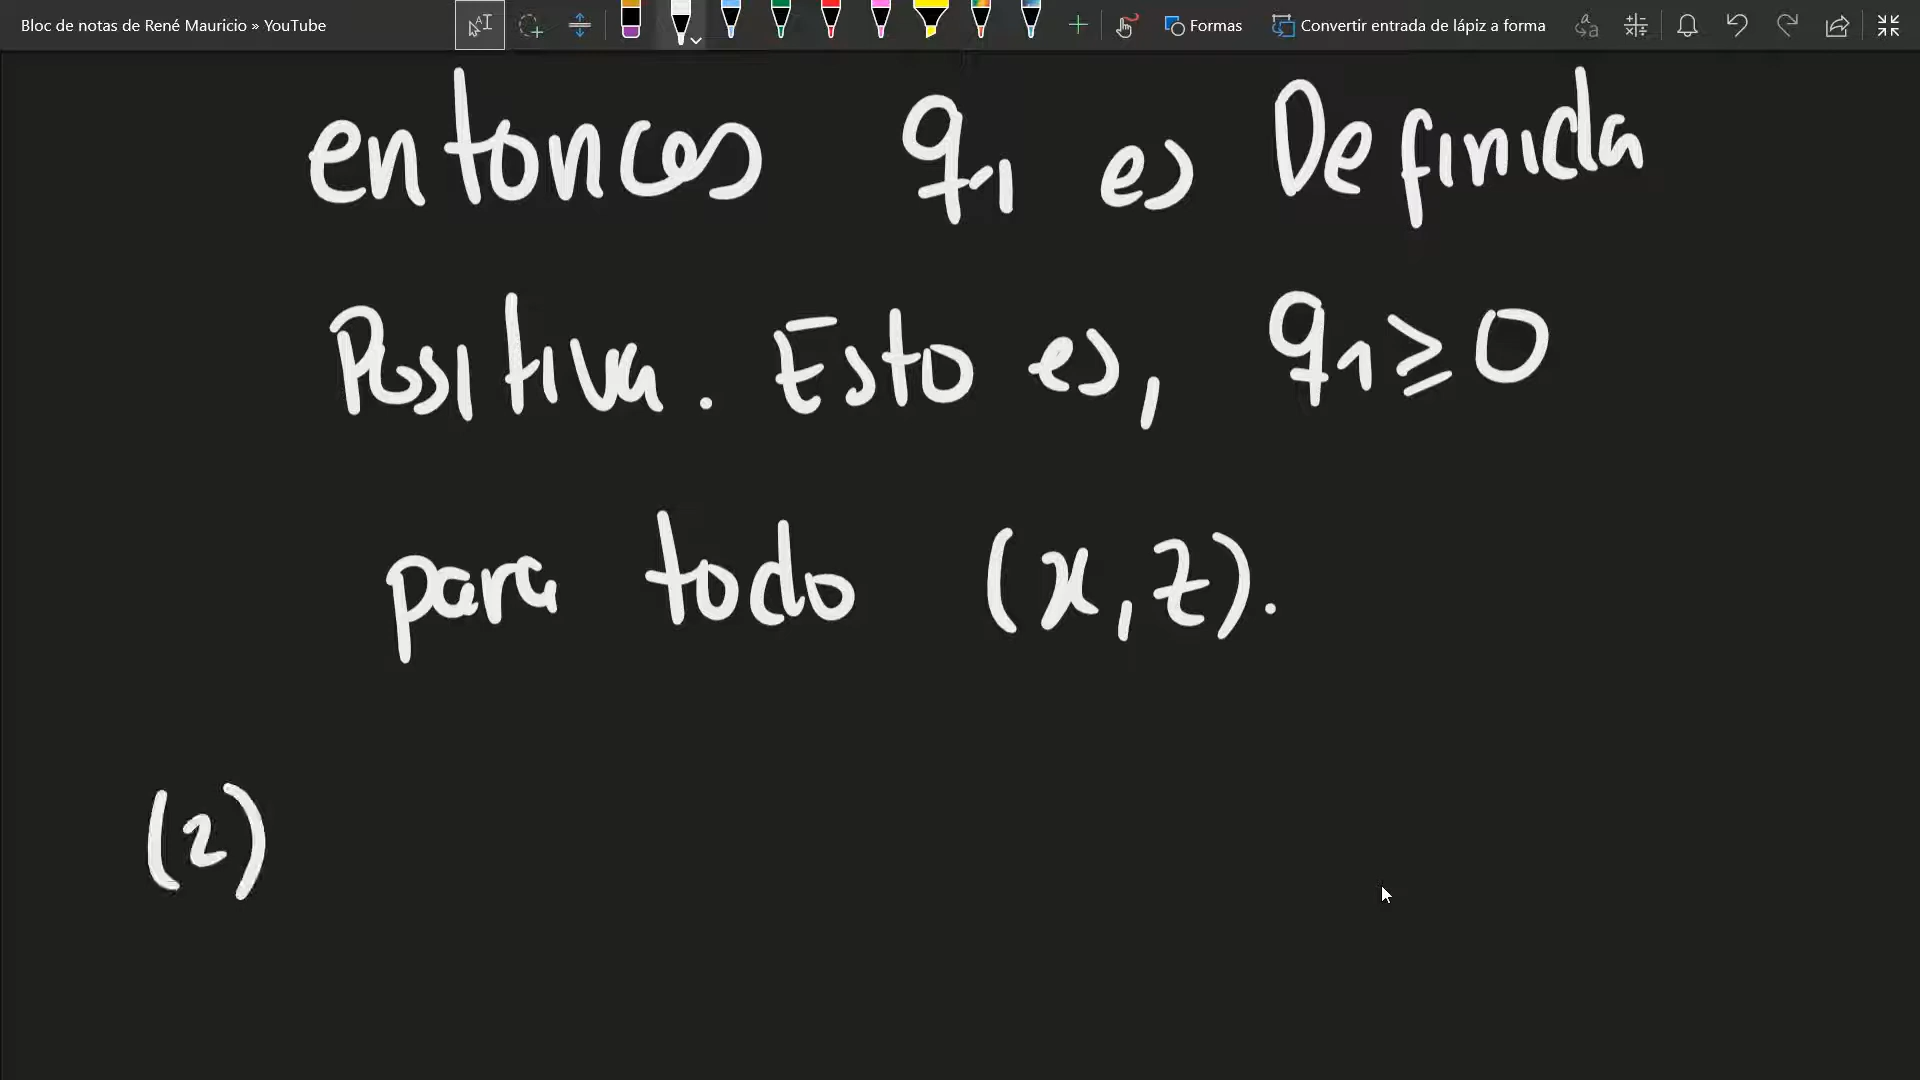 Bloc de notas de René Mauricio » YouTube
Formas
Convertir entrada de lápiz a forma
entonces q₁ es Definida
Positiva. Esto es, q₁ ≥ 0
para todo (x, z).
(2)